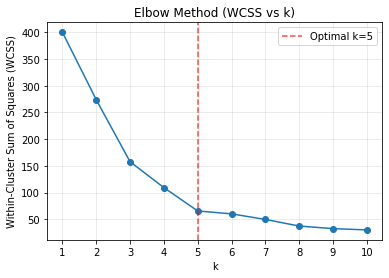 Elbow Method (WCSS vs k)
Optimal k=5
Within-Cluster Sum of Squares (WCSS)
400
350
300
250
200
150
100
50
1 2 3 4 5 6 7 8 9 10
k